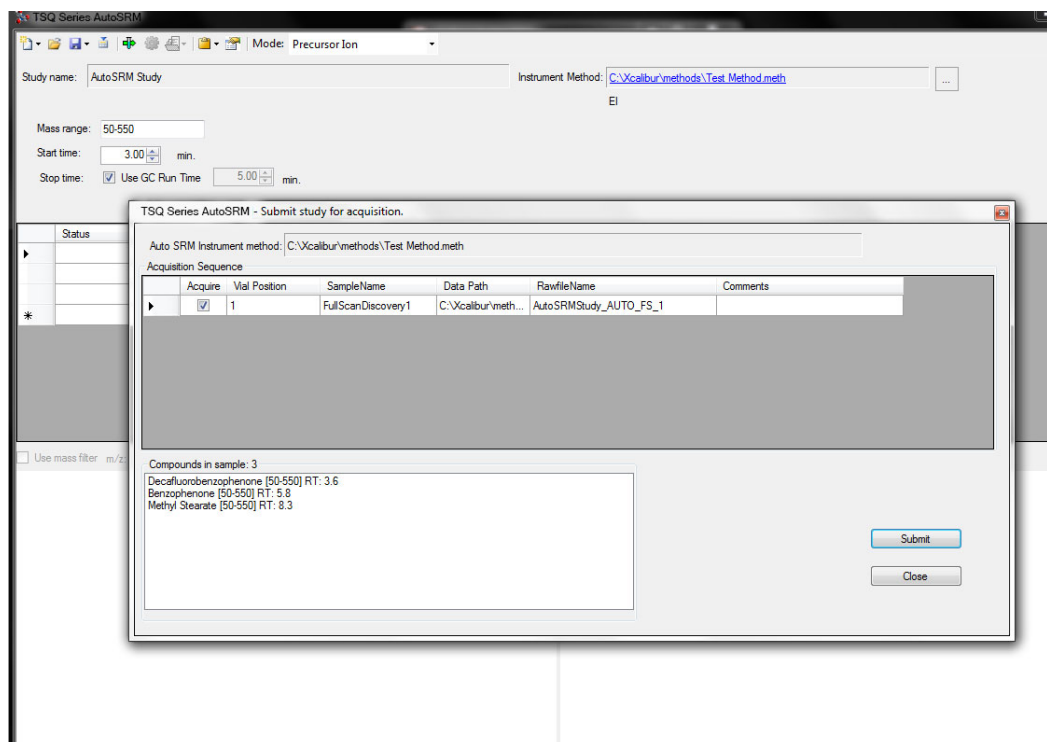 TSQ Series AutoSRM
Mode: Precursor Ion
Study name: AutoSRM Study Instrument Method: C:\Xcalibur\methods\Test Method.meth ...
EI
Mass range: 50-550
Start time: 3.00 min.
Stop time: Use GC Run Time 5.00 min.
TSQ Series AutoSRM - Submit study for acquisition.
Status
Auto SRM Instrument method: C:\Xcalibur\methods\Test Method.meth
Acquisition Sequence
Acquire Vial Position SampleName Data Path RawfileName Comments
1 FullScanDiscovery1 C:\Xcalibur\meth... AutoSRMStudy_AUTO_FS_1
Use mass filter m/z:
Compounds in sample: 3
Decafluorobenzophenone [50-550] RT: 3.6
Benzophenone [50-550] RT: 5.8
Methyl Stearate [50-550] RT: 8.3
Submit
Close